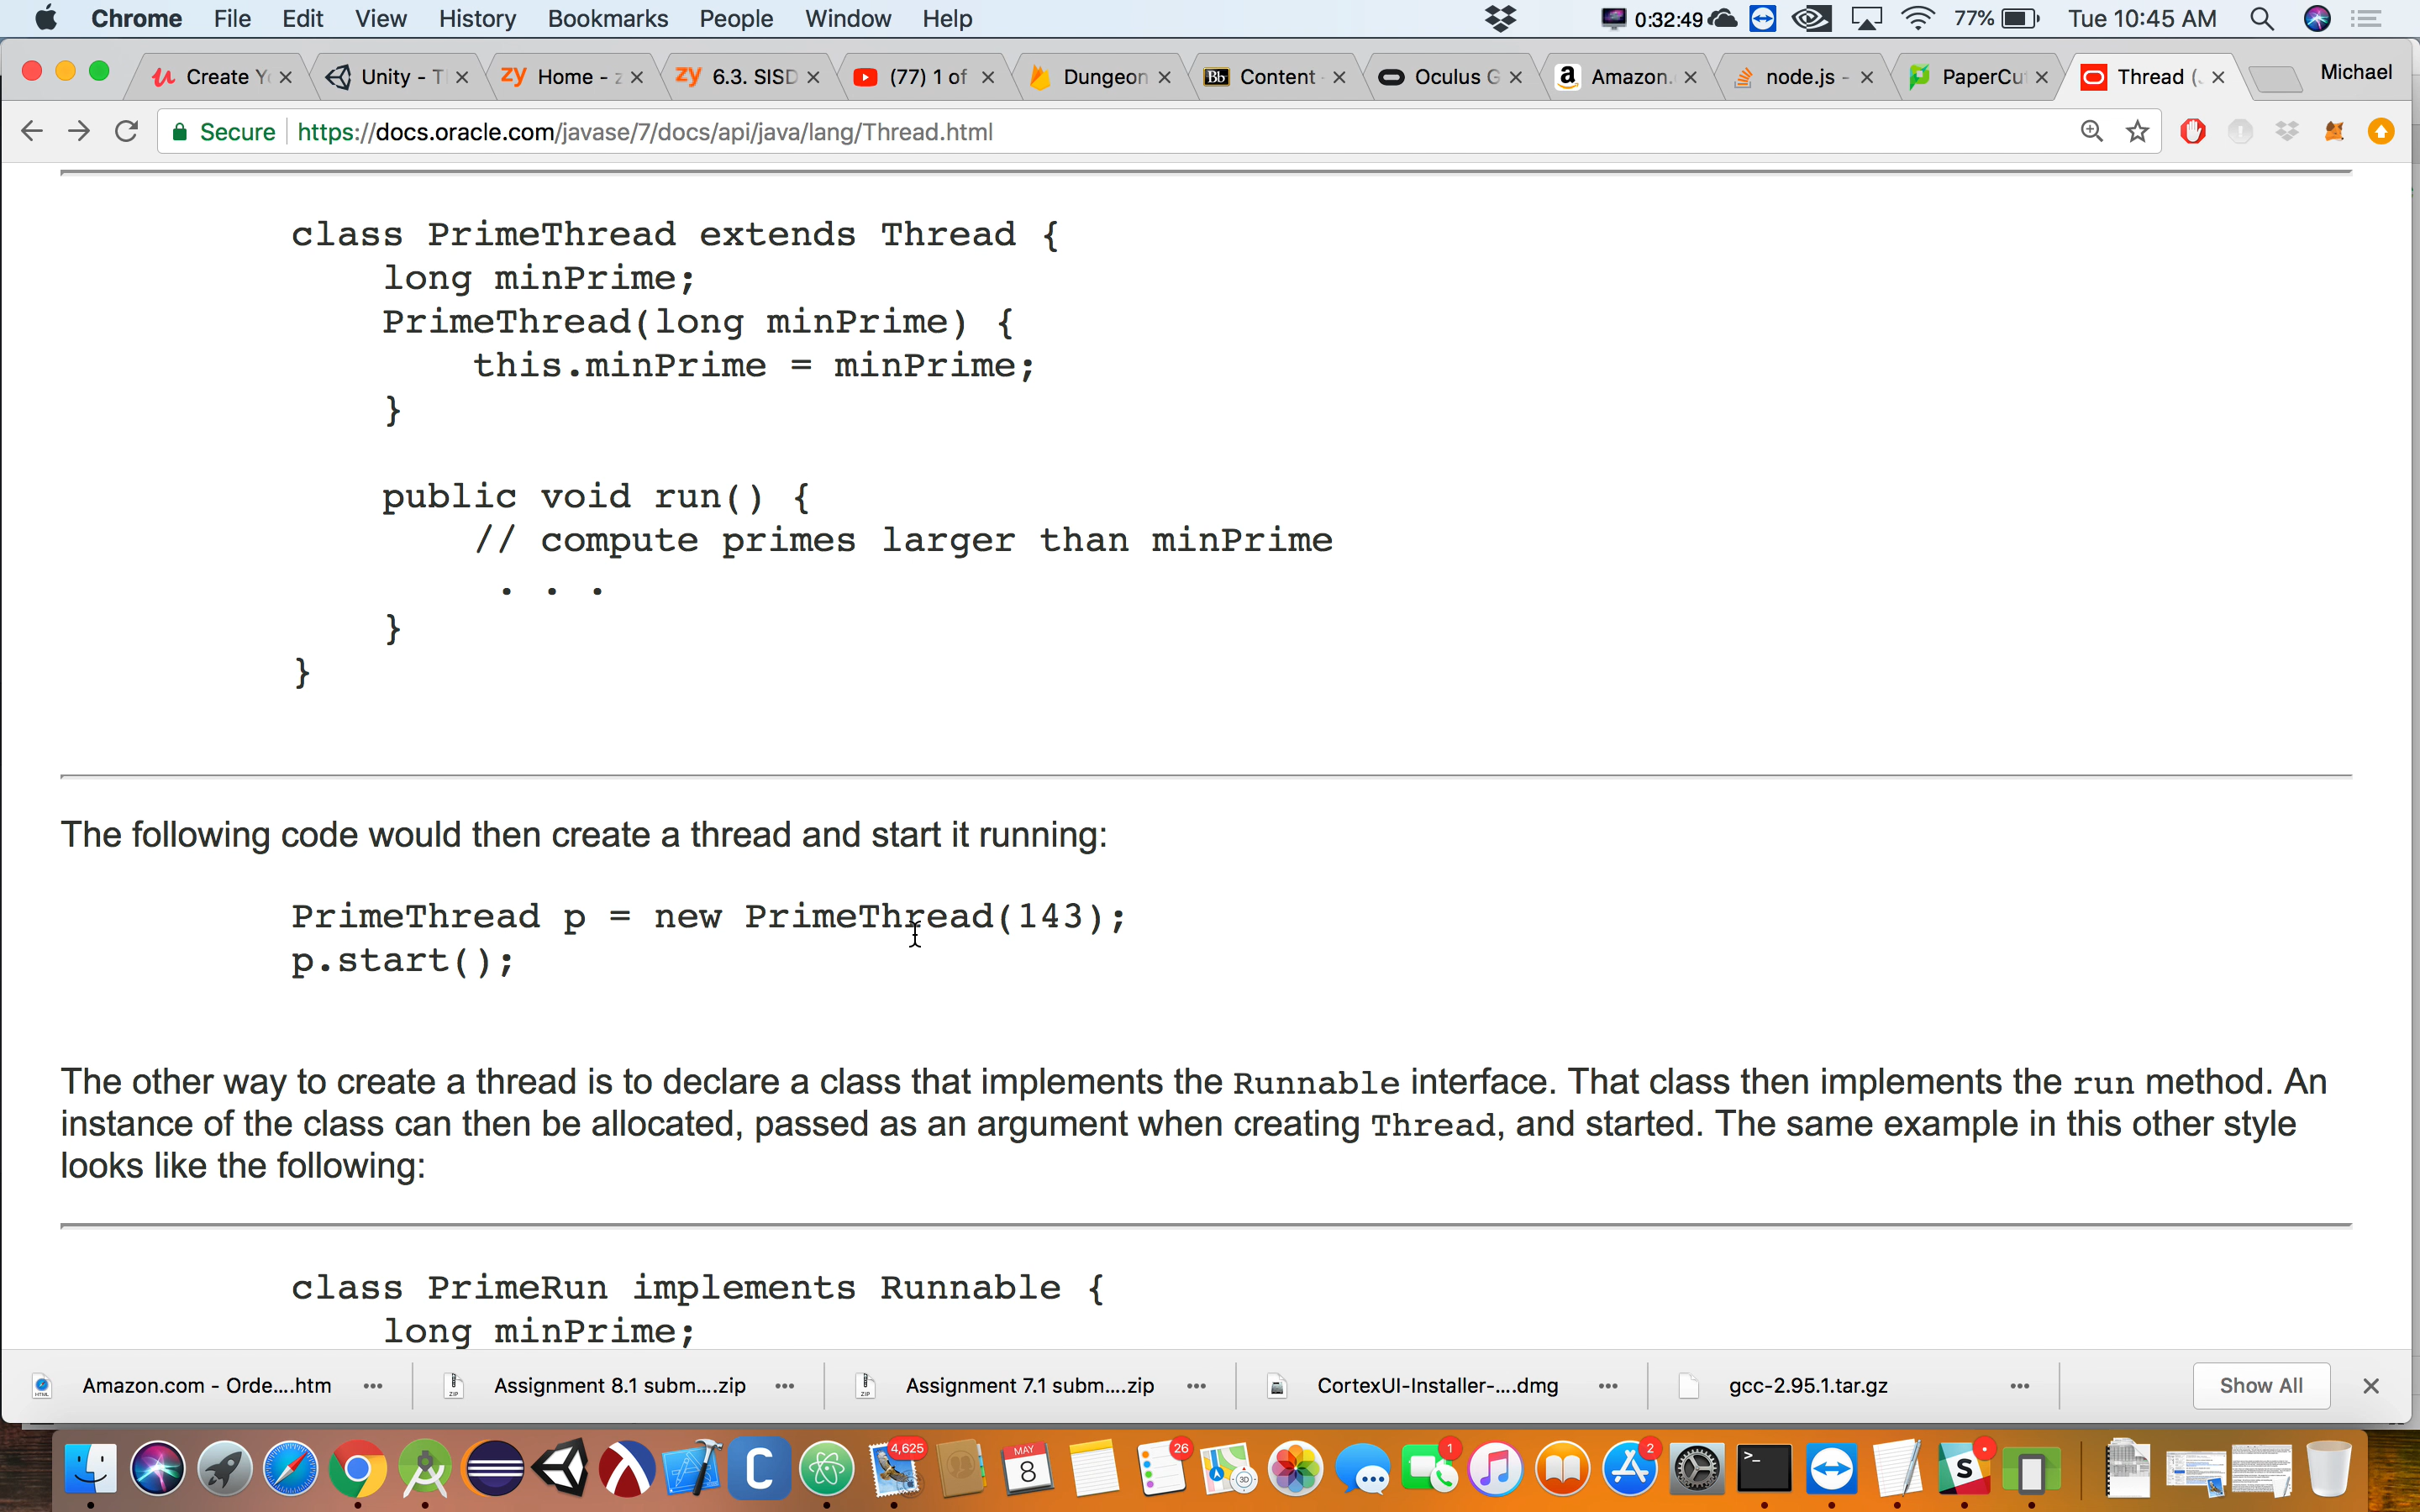 Chrome File Edit View History Bookmarks People Window Help 0:32:49 77% Tue 10:45 AM
Create Y Unity - T Home - z 6.3. SISD (77) 1 of Dungeon Content - Oculus G Amazon. node.js - PaperCu Thread ( Michael
Secure https://docs.oracle.com/javase/7/docs/api/java/lang/Thread.html
class PrimeThread extends Thread {
long minPrime;
PrimeThread(long minPrime) {
this.minPrime = minPrime;
}
public void run() {
// compute primes larger than minPrime
. . .
}
}
The following code would then create a thread and start it running:
PrimeThread p = new PrimeThread(143);
p.start();
The other way to create a thread is to declare a class that implements the Runnable interface. That class then implements the run method. An
instance of the class can then be allocated, passed as an argument when creating Thread, and started. The same example in this other style
looks like the following:
class PrimeRun implements Runnable {
long minPrime;
Amazon.com - Orde....htm Assignment 8.1 subm....zip Assignment 7.1 subm....zip CortexUI-Installer-....dmg gcc-2.95.1.tar.gz Show All
4,625 MAY 8 26 3D 1 2